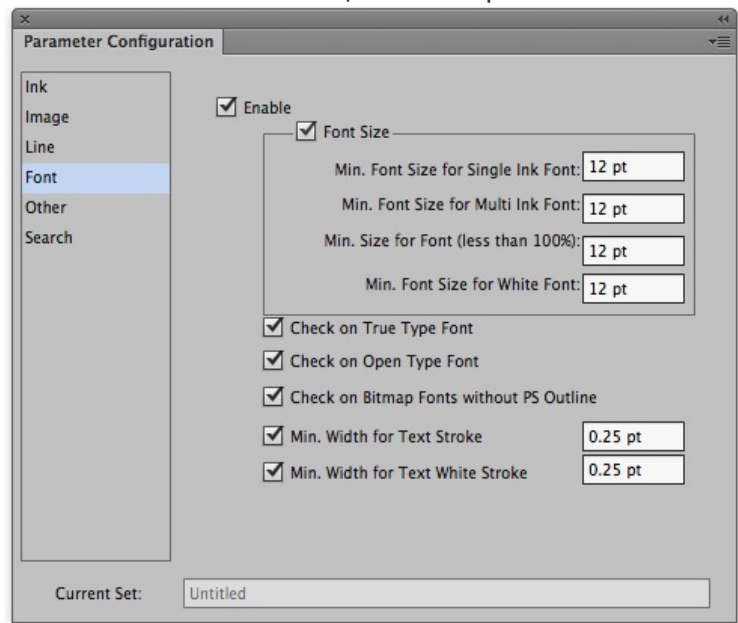 Parameter Configuration
Ink
Image
Line
Font
Other
Search
Enable
Font Size
Min. Font Size for Single Ink Font: 12 pt
Min. Font Size for Multi Ink Font: 12 pt
Min. Size for Font (less than 100%): 12 pt
Min. Font Size for White Font: 12 pt
Check on True Type Font
Check on Open Type Font
Check on Bitmap Fonts without PS Outline
Min. Width for Text Stroke 0.25 pt
Min. Width for Text White Stroke 0.25 pt
Current Set: Untitled